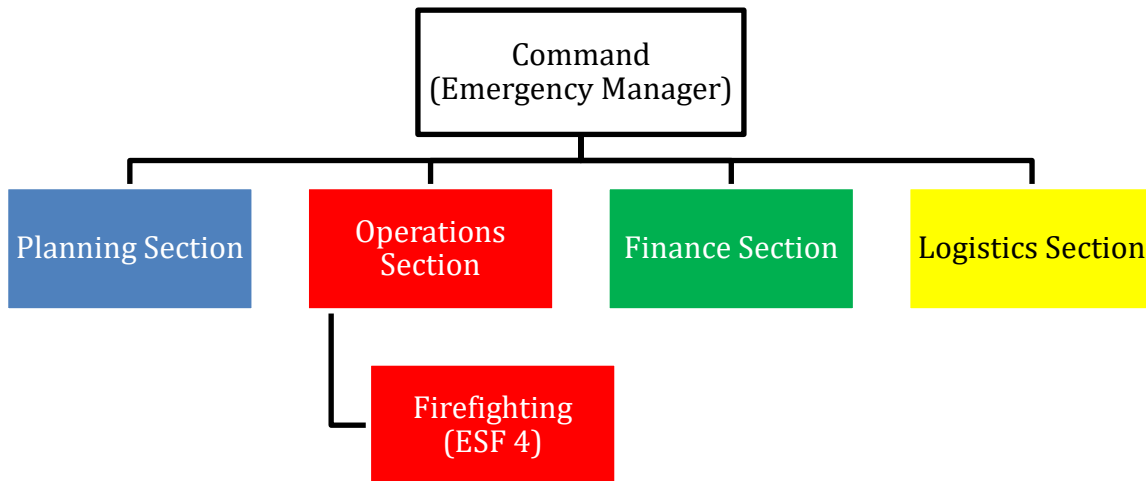 Command
(Emergency Manager)
Planning Section
Operations
Section
Finance Section
Logistics Section
Firefighting
(ESF 4)